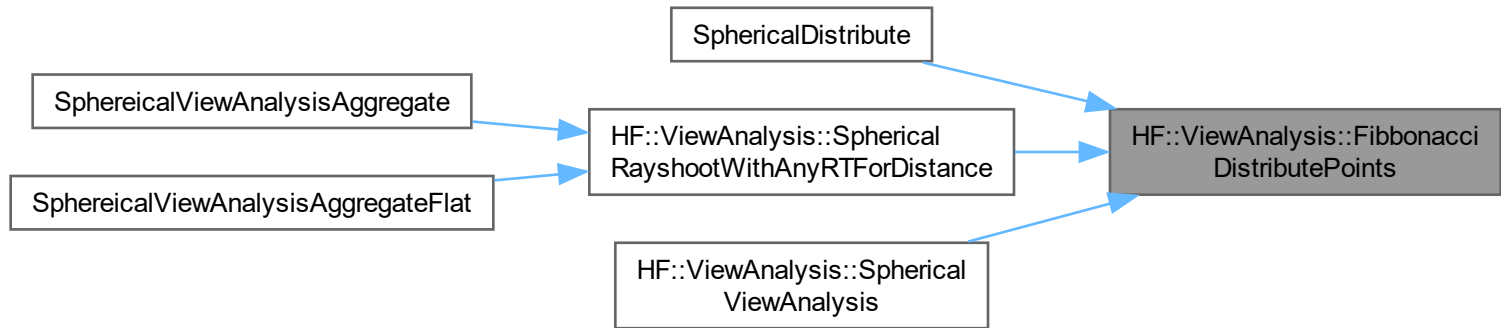 SphericalDistribute
SphereicalViewAnalysisAggregate
HF::ViewAnalysis::Spherical
RayshootWithAnyRTForDistance
HF::ViewAnalysis::Fibbonacci
DistributePoints
SphereicalViewAnalysisAggregateFlat
HF::ViewAnalysis::Spherical
ViewAnalysis